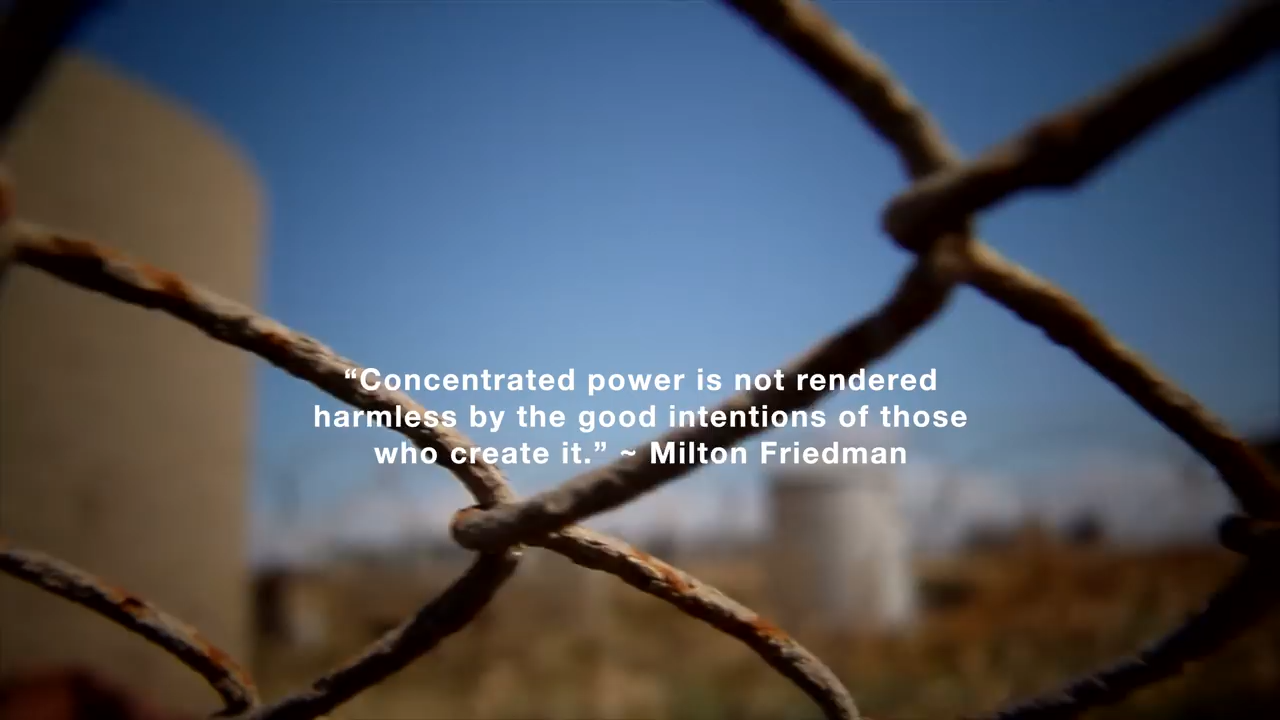 “Concentrated power is not rendered
harmless by the good intentions of those
who create it.” ~ Milton Friedman